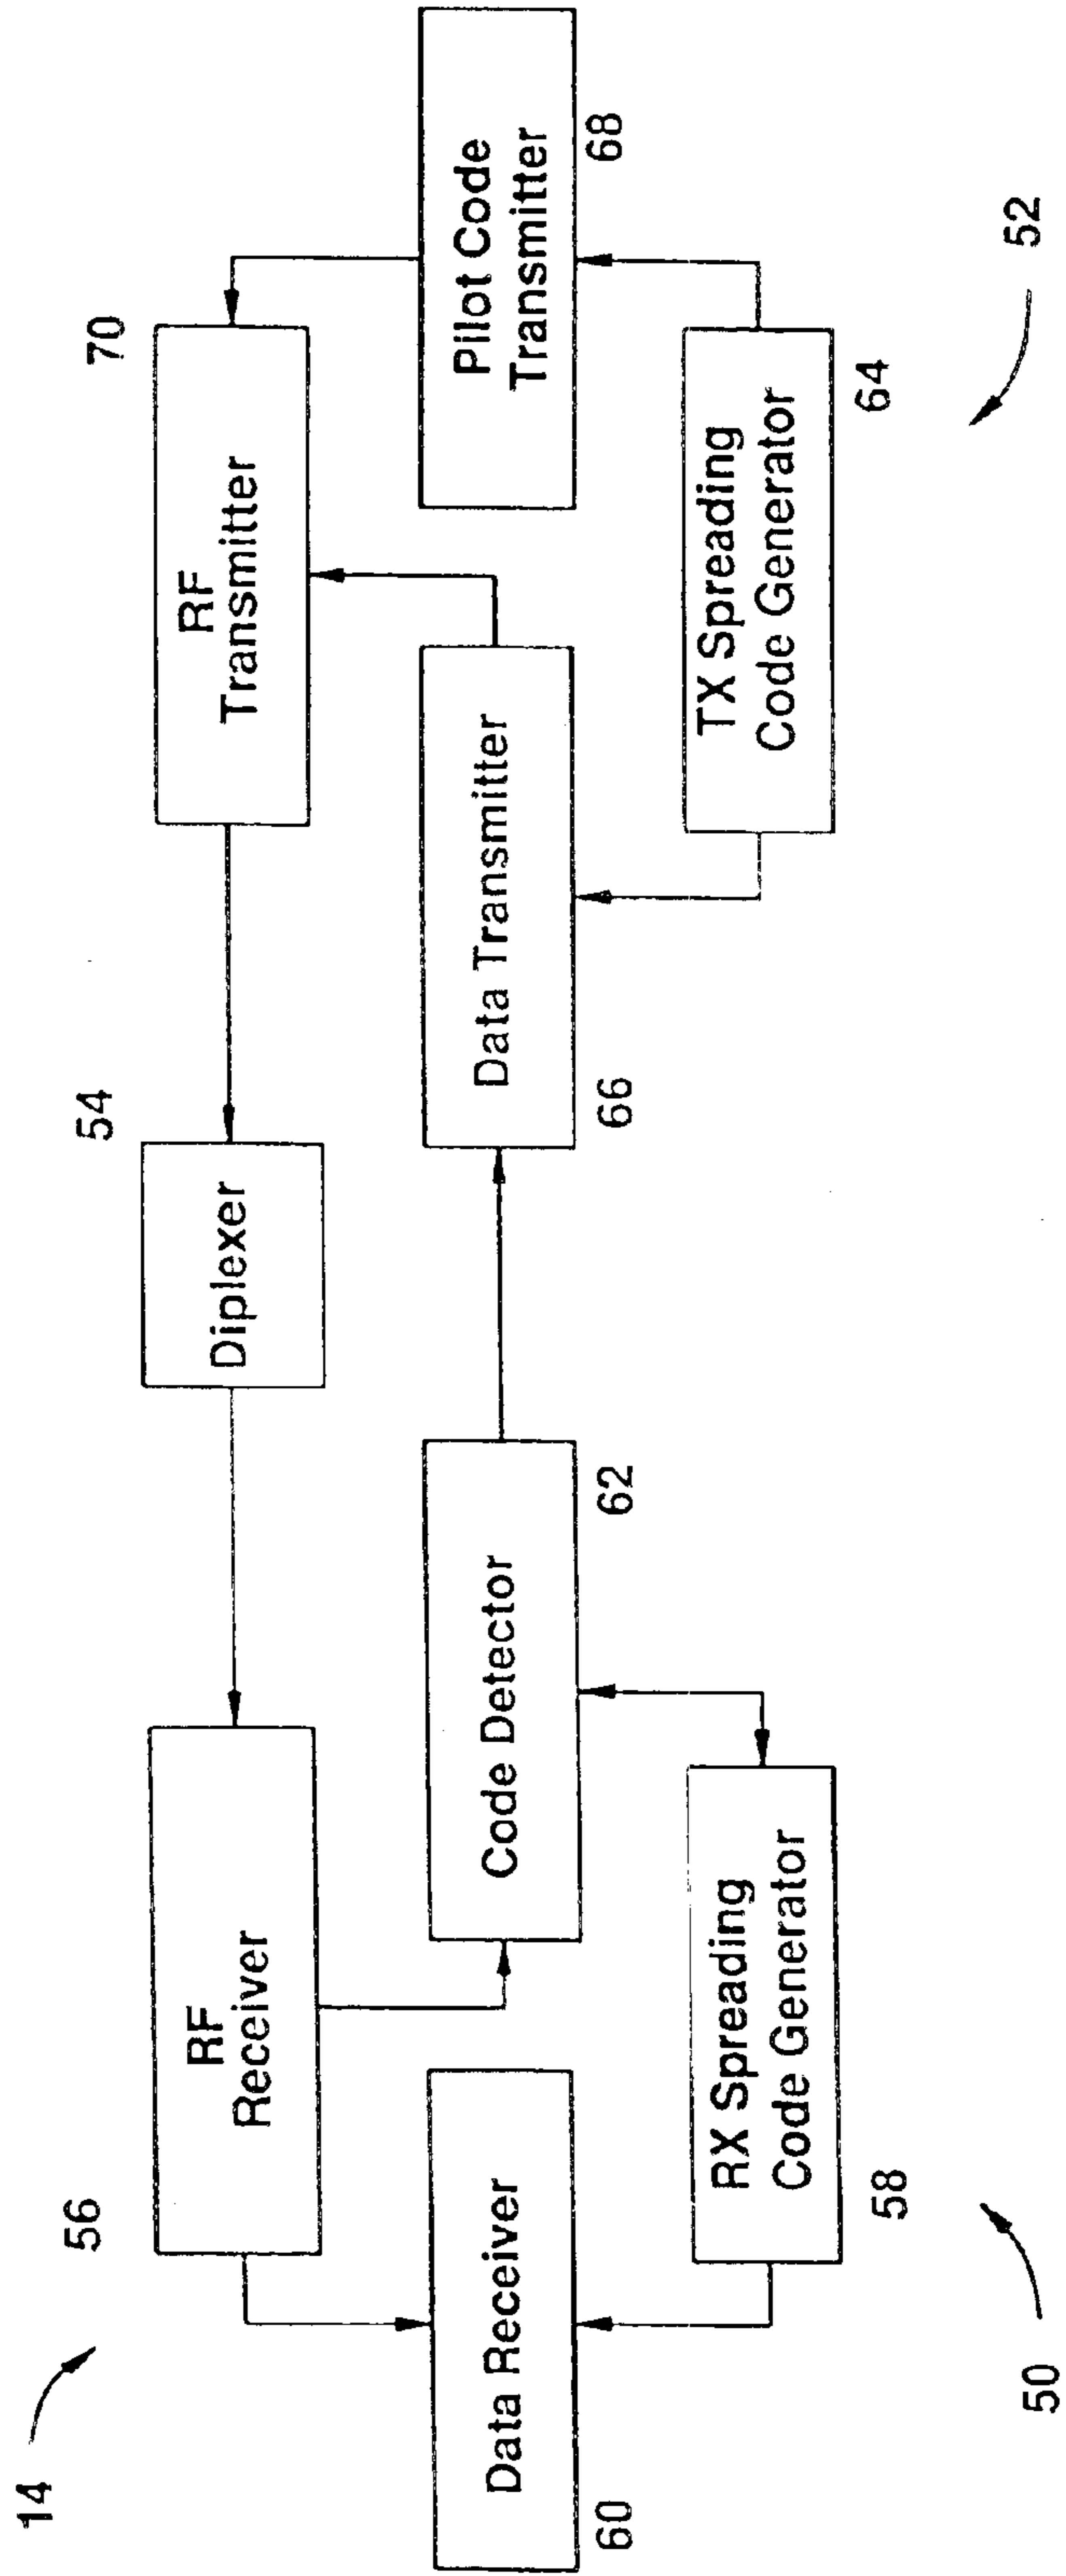 14
56
RF
Receiver
54
Diplexer
70
RF
Transmitter
60
Data Receiver
Code Detector
62
66
Data Transmitter
Pilot Code
Transmitter
68
RX Spreading
Code Generator
58
TX Spreading
Code Generator
64
50
52